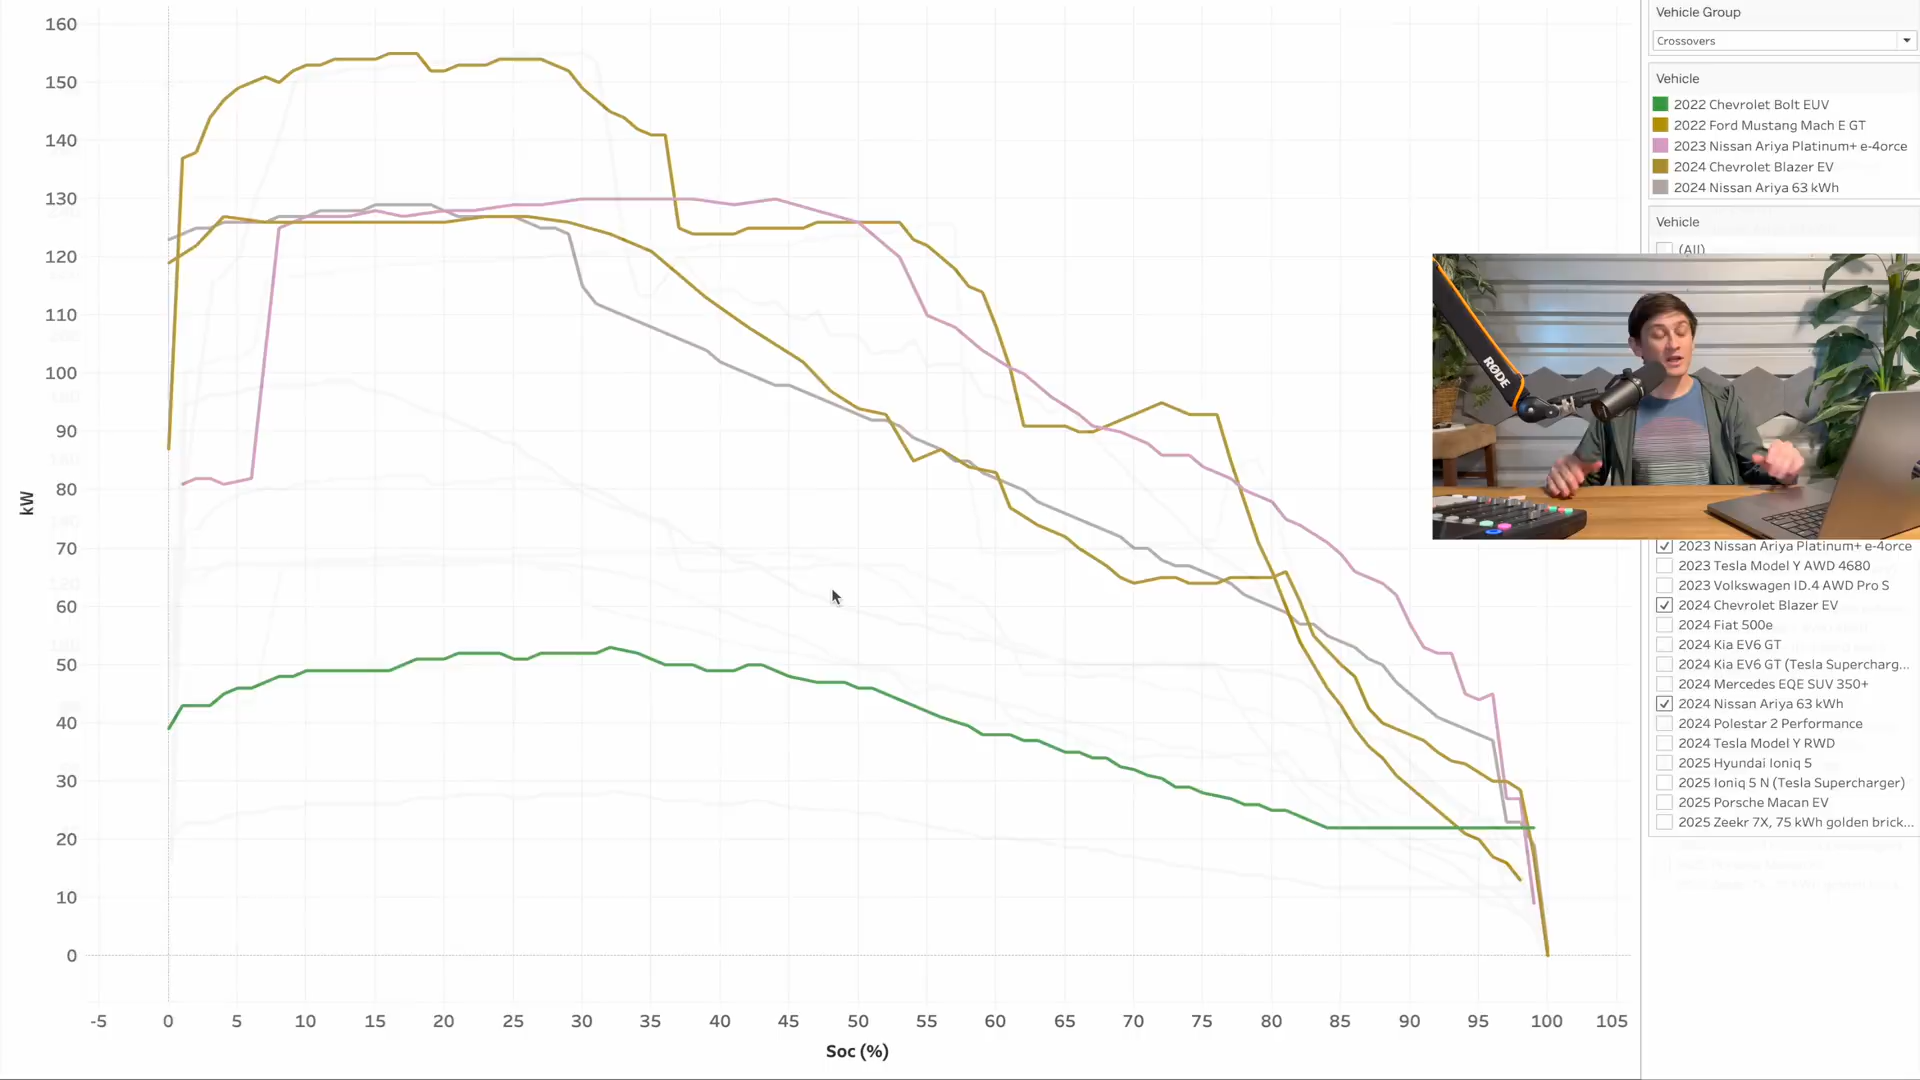 160
150
140
130
120
110
100
90
80
70
60
50
40
30
20
10
0
kW
-5 0 5 10 15 20 25 30 35 40 45 50 55 60 65 70 75 80 85 90 95 100 105
Soc (%)
Vehicle Group
Crossovers
Vehicle
2022 Chevrolet Bolt EUV
2022 Ford Mustang Mach E GT
2023 Nissan Ariya Platinum+ e-4orce
2024 Chevrolet Blazer EV
2024 Nissan Ariya 63 kWh
Vehicle
(All)
RØDE
2023 Nissan Ariya Platinum+ e-4orce
2023 Tesla Model Y AWD 4680
2023 Volkswagen ID.4 AWD Pro S
2024 Chevrolet Blazer EV
2024 Fiat 500e
2024 Kia EV6 GT
2024 Kia EV6 GT (Tesla Supercharg...
2024 Mercedes EQE SUV 350+
2024 Nissan Ariya 63 kWh
2024 Polestar 2 Performance
2024 Tesla Model Y RWD
2025 Hyundai Ioniq 5
2025 Ioniq 5 N (Tesla Supercharger)
2025 Porsche Macan EV
2025 Zeekr 7X, 75 kWh golden brick...